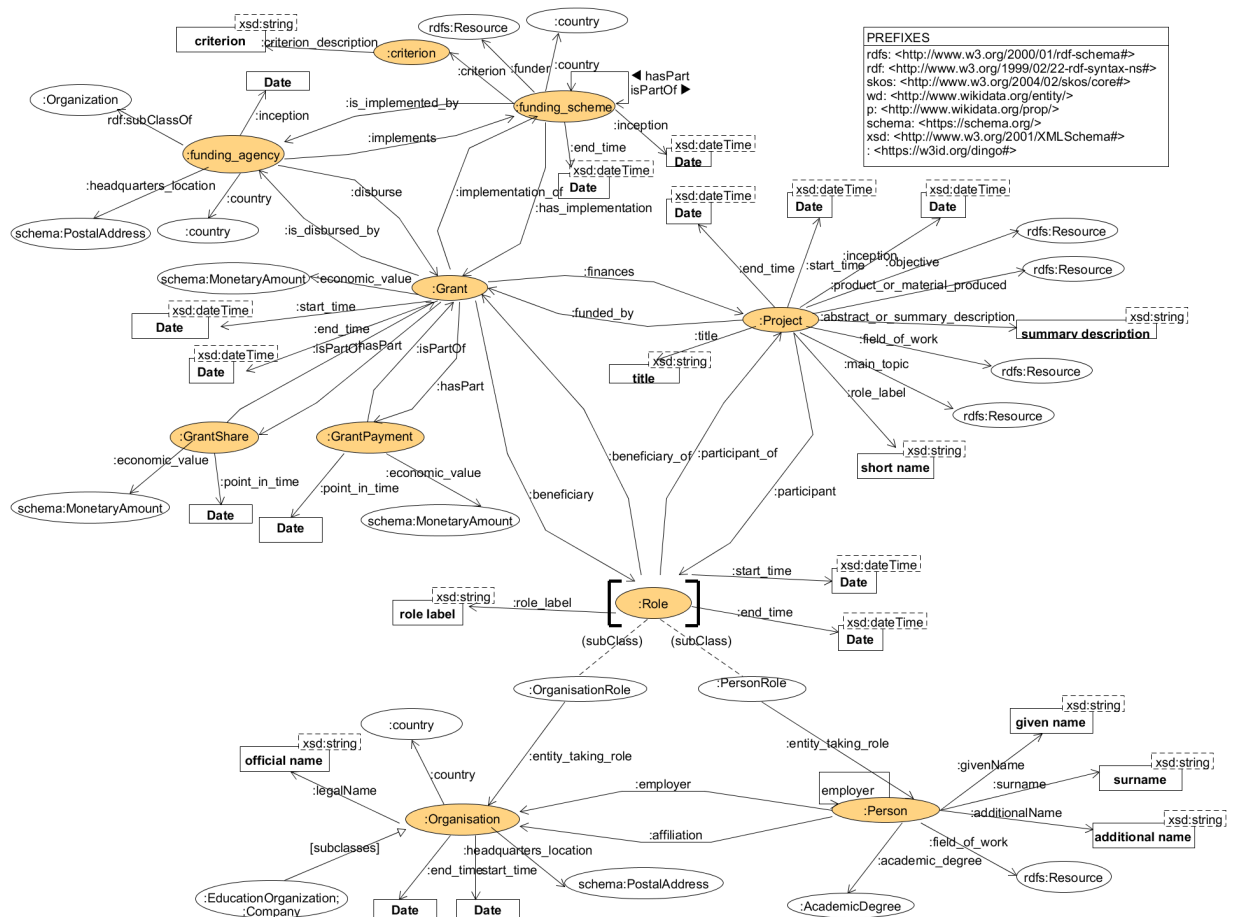 xsd:string
criterion
:criterion_description
:criterion
rdfs:Resource
:country
:criterion
:funder
:country
◀ hasPart
isPartOf ▶
:funding_scheme
PREFIXES
rdfs: <http://www.w3.org/2000/01/rdf-schema#>
rdf: <http://www.w3.org/1999/02/22-rdf-syntax-ns#>
skos: <http://www.w3.org/2004/02/skos/core#>
wd: <http://www.wikidata.org/entity/>
p: <http://www.wikidata.org/prop/>
schema: <https://schema.org/>
xsd: <http://www.w3.org/2001/XMLSchema#>
: <https://w3id.org/dingo#>
Date
:Organization
rdf:subClassOf
:inception
:is_implemented_by
:implements
:funding_agency
:inception
xsd:dateTime
Date
:end_time
xsd:dateTime
Date
:headquarters_location
:country
schema:PostalAddress
:country
:disburse
:is_disbursed_by
:implementation_of
:has_implementation
xsd:dateTime
Date
xsd:dateTime
Date
xsd:dateTime
Date
rdfs:Resource
:end_time
:start_time
:inception
:objective
rdfs:Resource
:product_or_material_produced
schema:MonetaryAmount
:economic_value
:Grant
:finances
:funded_by
:Project
:abstract_or_summary_description
xsd:string
summary description
xsd:dateTime
Date
:start_time
:end_time
xsd:dateTime
Date
:isPartOf
:hasPart
:isPartOf
:hasPart
:title
xsd:string
title
:field_of_work
rdfs:Resource
:main_topic
rdfs:Resource
:role_label
xsd:string
short name
:GrantShare
:GrantPayment
:economic_value
:point_in_time
schema:MonetaryAmount
Date
:point_in_time
Date
:economic_value
schema:MonetaryAmount
:beneficiary
:beneficiary_of
:participant_of
:participant
:start_time
xsd:dateTime
Date
:Role
:role_label
xsd:string
role label
:end_time
xsd:dateTime
Date
(subClass)
(subClass)
:OrganisationRole
:PersonRole
:entity_taking_role
:entity_taking_role
:country
:country
xsd:string
official name
:legalName
:Organisation
:employer
:affiliation
employer
:Person
:givenName
xsd:string
given name
:surname
xsd:string
surname
:additionalName
xsd:string
additional name
:field_of_work
rdfs:Resource
:academic_degree
:AcademicDegree
[subclasses]
:EducationOrganization;
:Company
:end_time
Date
:start_time
Date
:headquarters_location
schema:PostalAddress